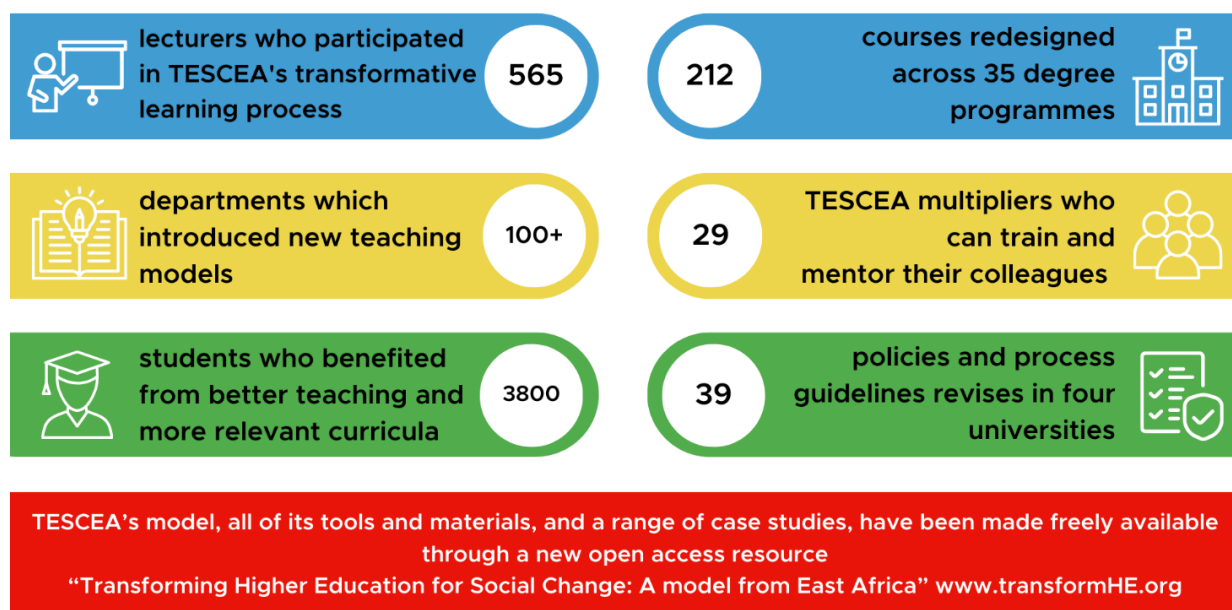 lecturers who participated
in TESCEA's transformative
learning process
565
212
courses redesigned
across 35 degree
programmes
departments which
introduced new teaching
models
100+
29
TESCEA multipliers who
can train and
mentor their colleagues
students who benefited
from better teaching and
more relevant curricula
3800
39
policies and process
guidelines revises in four
universities
TESCEA’s model, all of its tools and materials, and a range of case studies, have been made freely available
through a new open access resource
“Transforming Higher Education for Social Change: A model from East Africa” www.transformHE.org